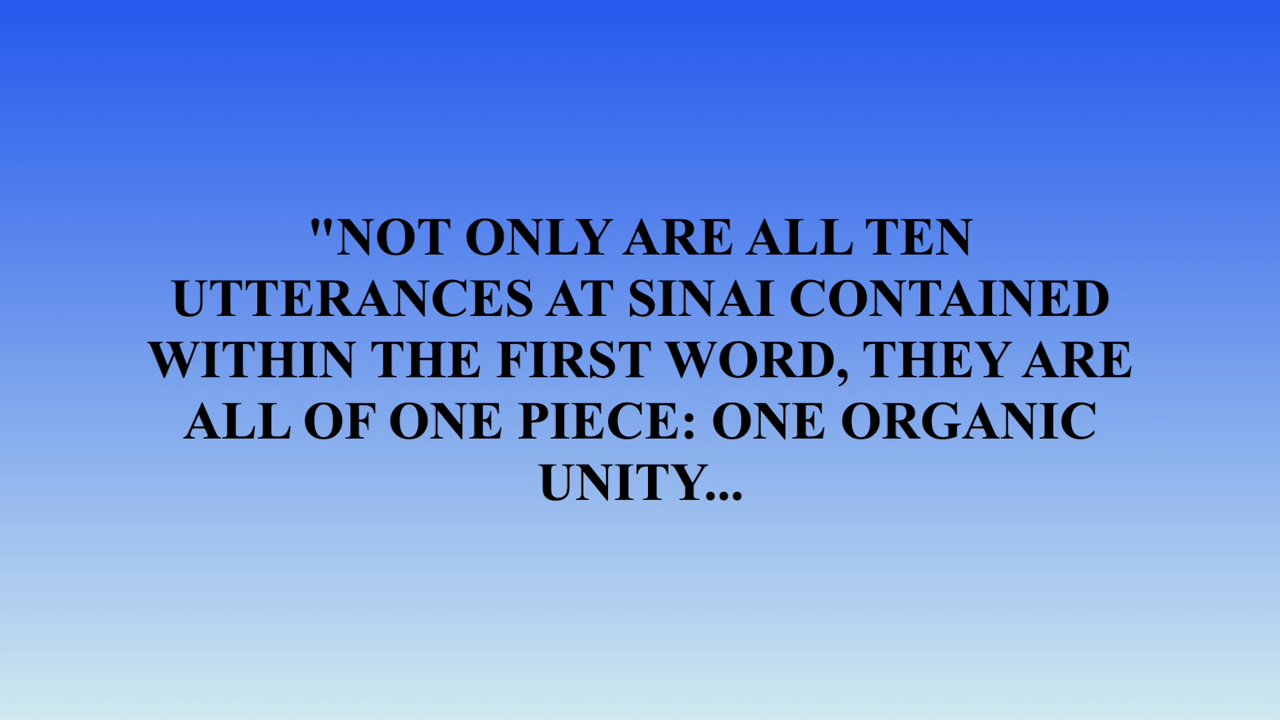 "NOT ONLY ARE ALL TEN
UTTERANCES AT SINAI CONTAINED
WITHIN THE FIRST WORD, THEY ARE
ALL OF ONE PIECE: ONE ORGANIC
UNITY...